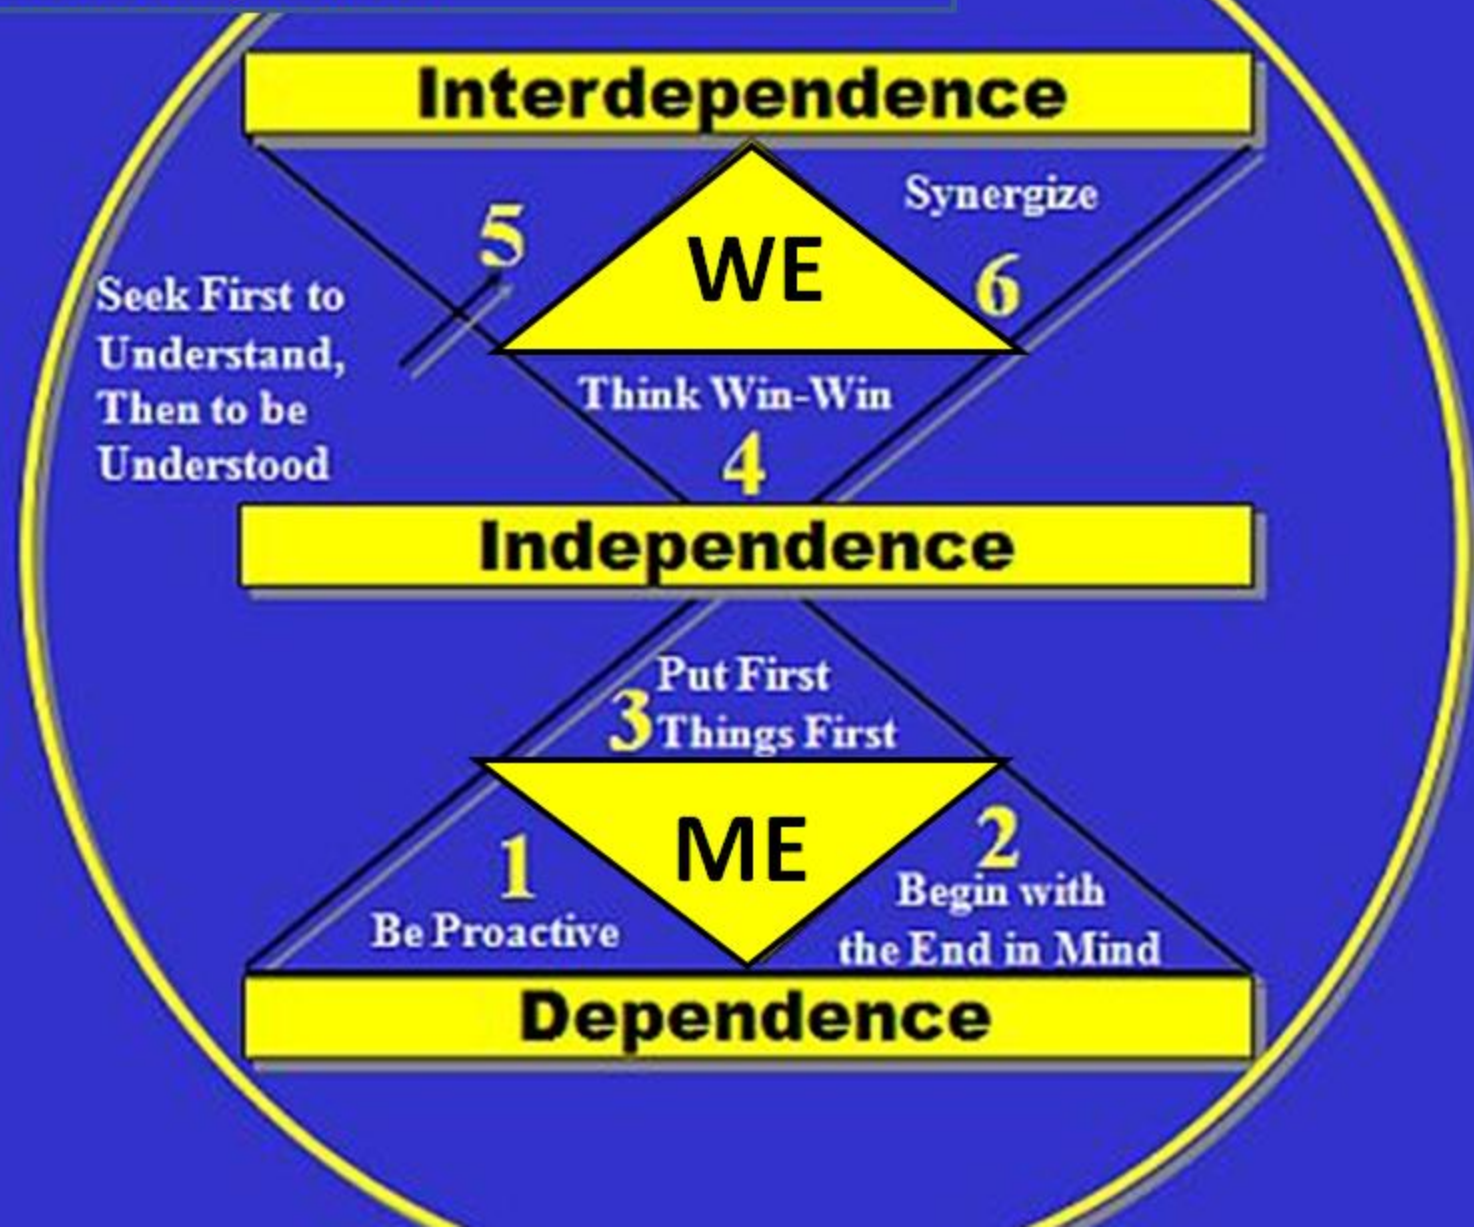 Interdependence
Synergize
5
WE
6
Seek First to
Understand,
Then to be
Understood
Think Win-Win
4
Independence
Put First
3
Things First
ME
1
2
Be Proactive
Begin with
the End in Mind
Dependence